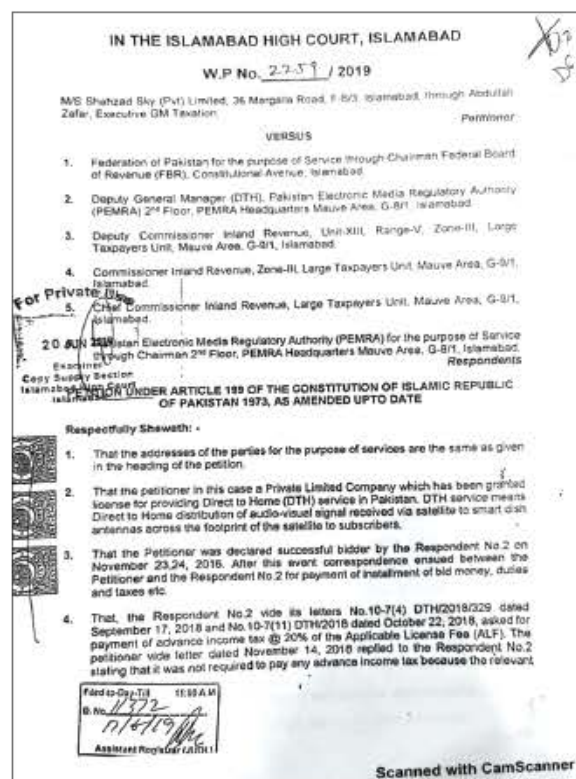 IN THE ISLAMABAD HIGH COURT, ISLAMABAD
W.P No. 2259 / 2019
M/S Shahzad Sky (Pvt) Limited, 36 Margalla Road, F-8/3, Islamabad, through Abdullah
Zafar, Executive GM Taxation.
Petitioner
VERSUS
1. Federation of Pakistan for the purpose of Service through Chairman Federal Board
of Revenue (FBR), Constitutional Avenue, Islamabad.
2. Deputy General Manager (DTH), Pakistan Electronic Media Regulatory Authority
(PEMRA) 2nd Floor, PEMRA Headquarters Mauve Area, G-8/1, Islamabad.
3. Deputy Commissioner Inland Revenue, Unit-XIII, Range-V, Zone-III, Large
Taxpayers Unit, Mauve Area, G-9/1, Islamabad.
4. Commissioner Inland Revenue, Zone-III, Large Taxpayers Unit, Mauve Area, G-9/1,
Islamabad.
For Private Use
5. Chief Commissioner Inland Revenue, Large Taxpayers Unit, Mauve Area, G-9/1,
Islamabad.
20 JUN 2019
Pakistan Electronic Media Regulatory Authority (PEMRA) for the purpose of Service
through Chairman 2nd Floor, PEMRA Headquarters Mauve Area, G-8/1, Islamabad.
Respondents
Examiner
Copy Supply Section
Islamabad High Court
Islamabad
PETITION UNDER ARTICLE 199 OF THE CONSTITUTION OF ISLAMIC REPUBLIC
OF PAKISTAN 1973, AS AMENDED UPTO DATE
Respectfully Sheweth: -
1. That the addresses of the parties for the purpose of services are the same as given
in the heading of the petition.
2. That the petitioner in this case a Private Limited Company which has been granted
license for providing Direct to Home (DTH) service in Pakistan. DTH service means
Direct to Home distribution of audio-visual signal received via satellite to smart dish
antennas across the footprint of the satellite to subscribers.
3. That the Petitioner was declared successful bidder by the Respondent No.2 on
November 23,24, 2016. After this event correspondence ensued between the
Petitioner and the Respondent No.2 for payment of installment of bid money, duties
and taxes etc.
4. That, the Respondent No.2 vide its letters No.10-7(4) DTH/2018/329 dated
September 17, 2018 and No.10-7(11) DTH/2018 dated October 22, 2018, asked for
payment of advance income tax @ 20% of the Applicable License Fee (ALF). The
petitioner vide letter dated November 14, 2018 replied to the Respondent No.2
stating that it was not required to pay any advance income tax because the relevant
11:00 A.M
D. No. 11372
17/6/19
Assistant Registrar
Scanned with CamScanner